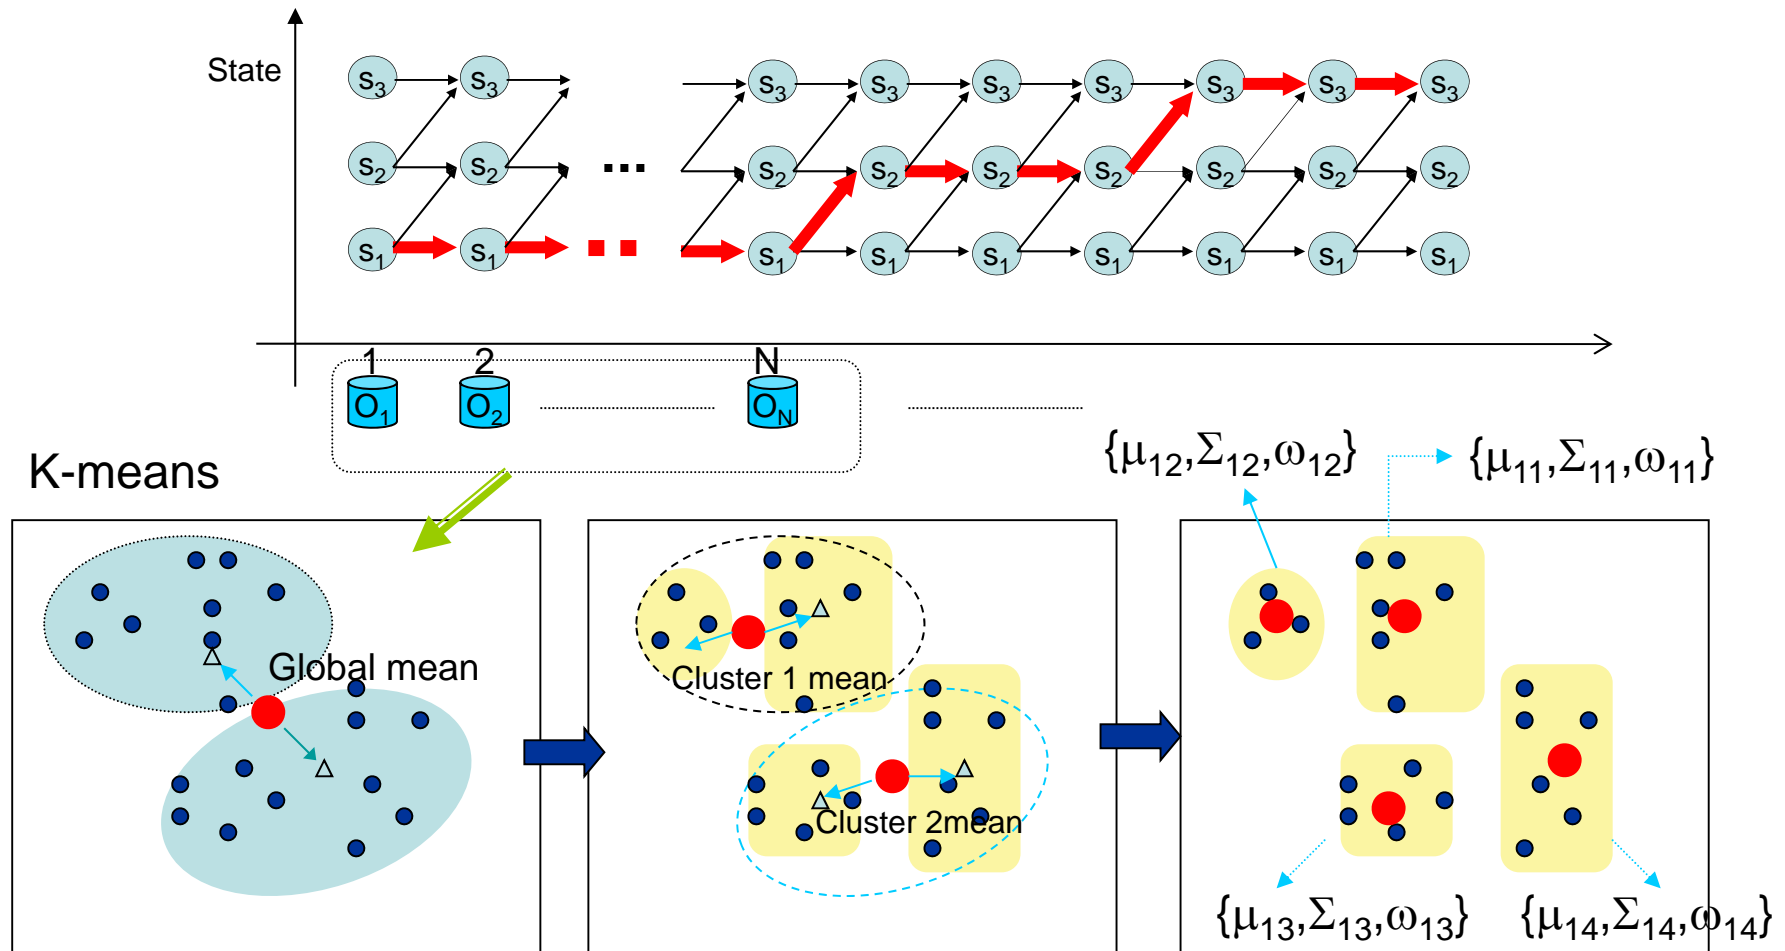 State
s3 s3 s3 s3 s3 s3 s3 s3 s3
s2 s2 ... s2 s2 s2 s2 s2 s2 s2
s1 s1 s1 s1 s1 s1 s1 s1 s1
1 2 N
O1 O2 ON
{μ12,Σ12,ω12} {μ11,Σ11,ω11}
K-means
Global mean
Cluster 1 mean
Cluster 2mean
{μ13,Σ13,ω13} {μ14,Σ14,ω14}